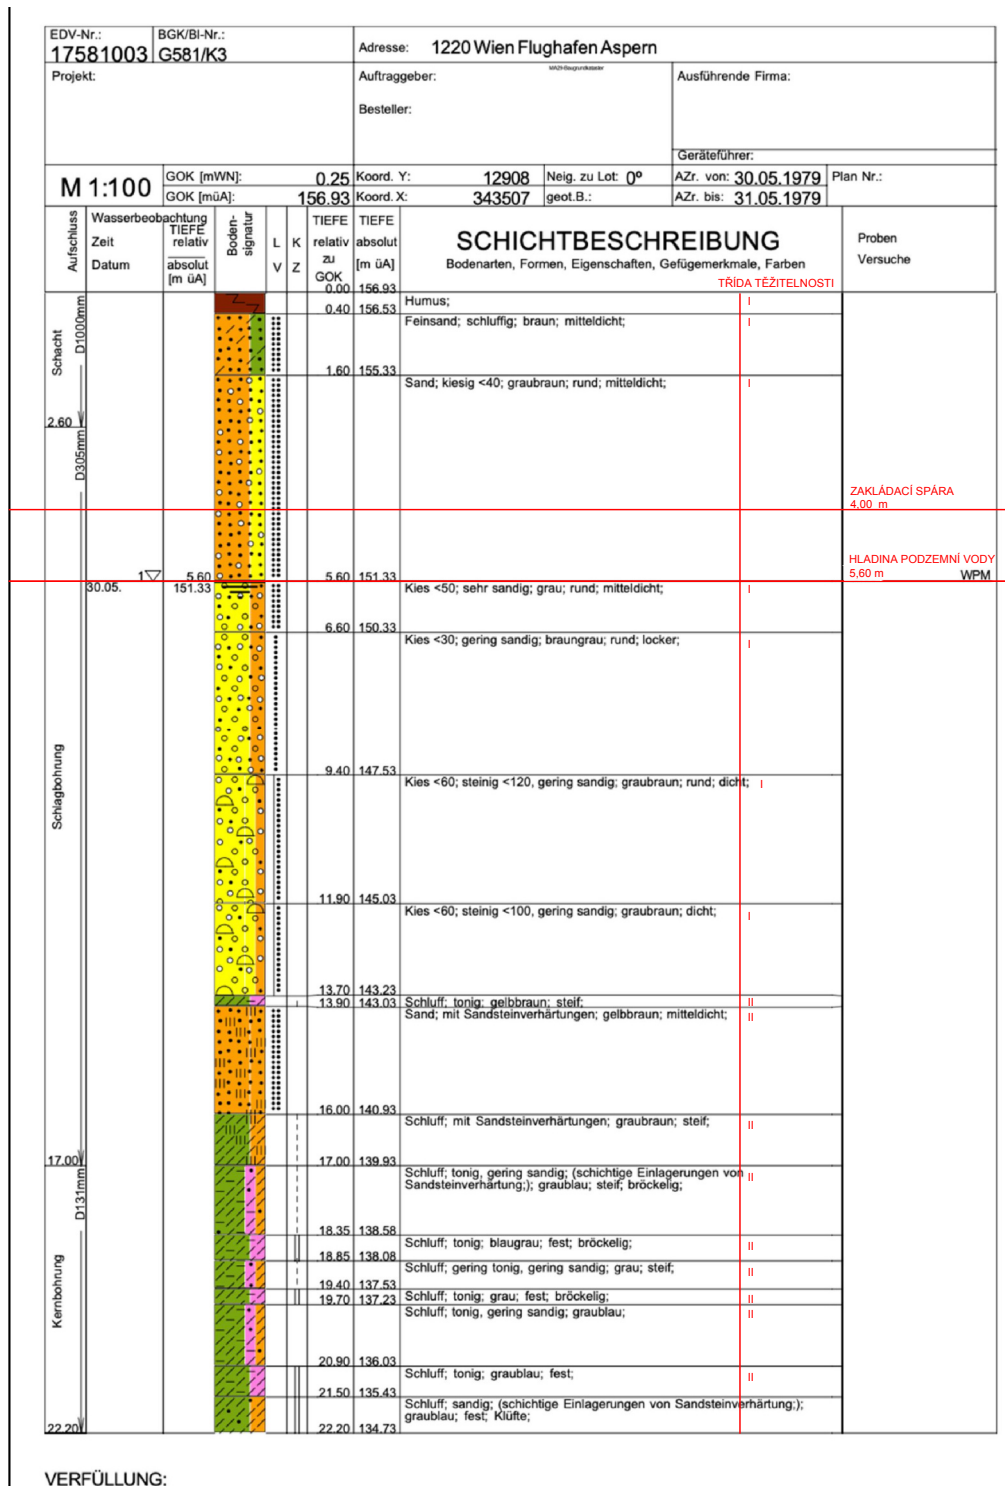 EDV-Nr.: BGK/BI-Nr.:
17581003 G581/K3 Adresse: 1220 Wien Flughafen Aspern
MA29-Baugrundkataster
Projekt: Auftraggeber: Ausführende Firma:
Besteller:
Geräteführer:
M 1:100 GOK [mWN]: 0.25 Koord. Y: 12908 Neig. zu Lot: 0° AZr. von: 30.05.1979 Plan Nr.:
GOK [müA]: 156.93 Koord. X: 343507 geot.B.: AZr. bis: 31.05.1979
Aufschluss
Wasserbeobachtung
Zeit
Datum
TIEFE
relativ
absolut
[m üA]
Boden-
signatur
L K
V Z
TIEFE
relativ
zu
GOK
TIEFE
absolut
[m üA]
SCHICHTBESCHREIBUNG
Bodenarten, Formen, Eigenschaften, Gefügemerkmale, Farben
Proben
Versuche
TŘÍDA TĚŽITELNOSTI
0.00 156.93
Humus; I
0.40 156.53
Feinsand; schluffig; braun; mitteldicht; I
Schacht
D1000mm
1.60 155.33
Sand; kiesig <40; graubraun; rund; mitteldicht; I
2.60
D305mm
ZAKLÁDACÍ SPÁRA
4,00 m
HLADINA PODZEMNÍ VODY
5,60 m WPM
1 5.60 5.60 151.33
30.05. 151.33 Kies <50; sehr sandig; grau; rund; mitteldicht; I
6.60 150.33
Kies <30; gering sandig; braungrau; rund; locker; I
Schlagbohrung
9.40 147.53
Kies <60; steinig <120, gering sandig; graubraun; rund; dicht; I
11.90 145.03
Kies <60; steinig <100, gering sandig; graubraun; dicht; I
13.70 143.23
13.90 143.03 Schluff; tonig; gelbbraun; steif; II
Sand; mit Sandsteinverhärtungen; gelbbraun; mitteldicht; II
16.00 140.93
Schluff; mit Sandsteinverhärtungen; graubraun; steif; II
17.00 17.00 139.93
D131mm
Schluff; tonig, gering sandig; (schichtige Einlagerungen von
Sandsteinverhärtung;); graublau; steif; bröckelig; II
18.35 138.58
Schluff; tonig; blaugrau; fest; bröckelig; II
18.85 138.08
Schluff; gering tonig, gering sandig; grau; steif; II
19.40 137.53
Schluff; tonig; grau; fest; bröckelig; II
19.70 137.23
Schluff; tonig, gering sandig; graublau; II
Kernbohrung
20.90 136.03
Schluff; tonig; graublau; fest; II
21.50 135.43
Schluff; sandig; (schichtige Einlagerungen von Sandsteinverhärtung;);
graublau; fest; Klüfte;
22.20 22.20 134.73
VERFÜLLUNG: